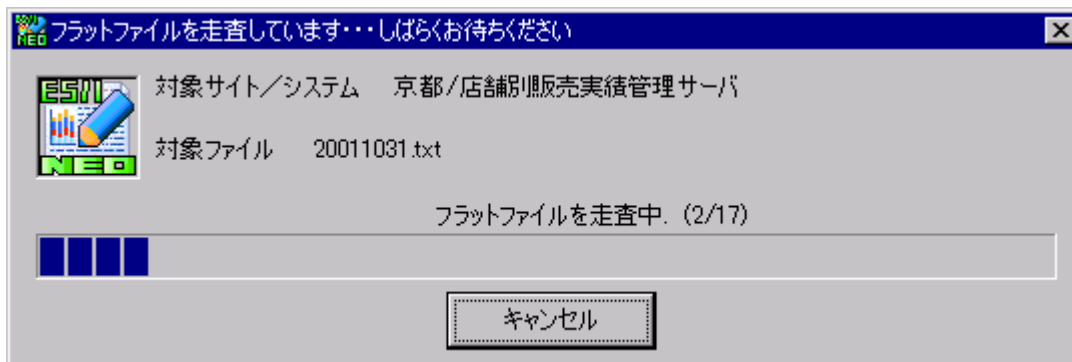 フラットファイルを走査しています・・・しばらくお待ちください
ESM
NEO
対象サイト／システム　京都/店舗別販売実績管理サーバ
対象ファイル　20011031.txt
フラットファイルを走査中. (2/17)
キャンセル